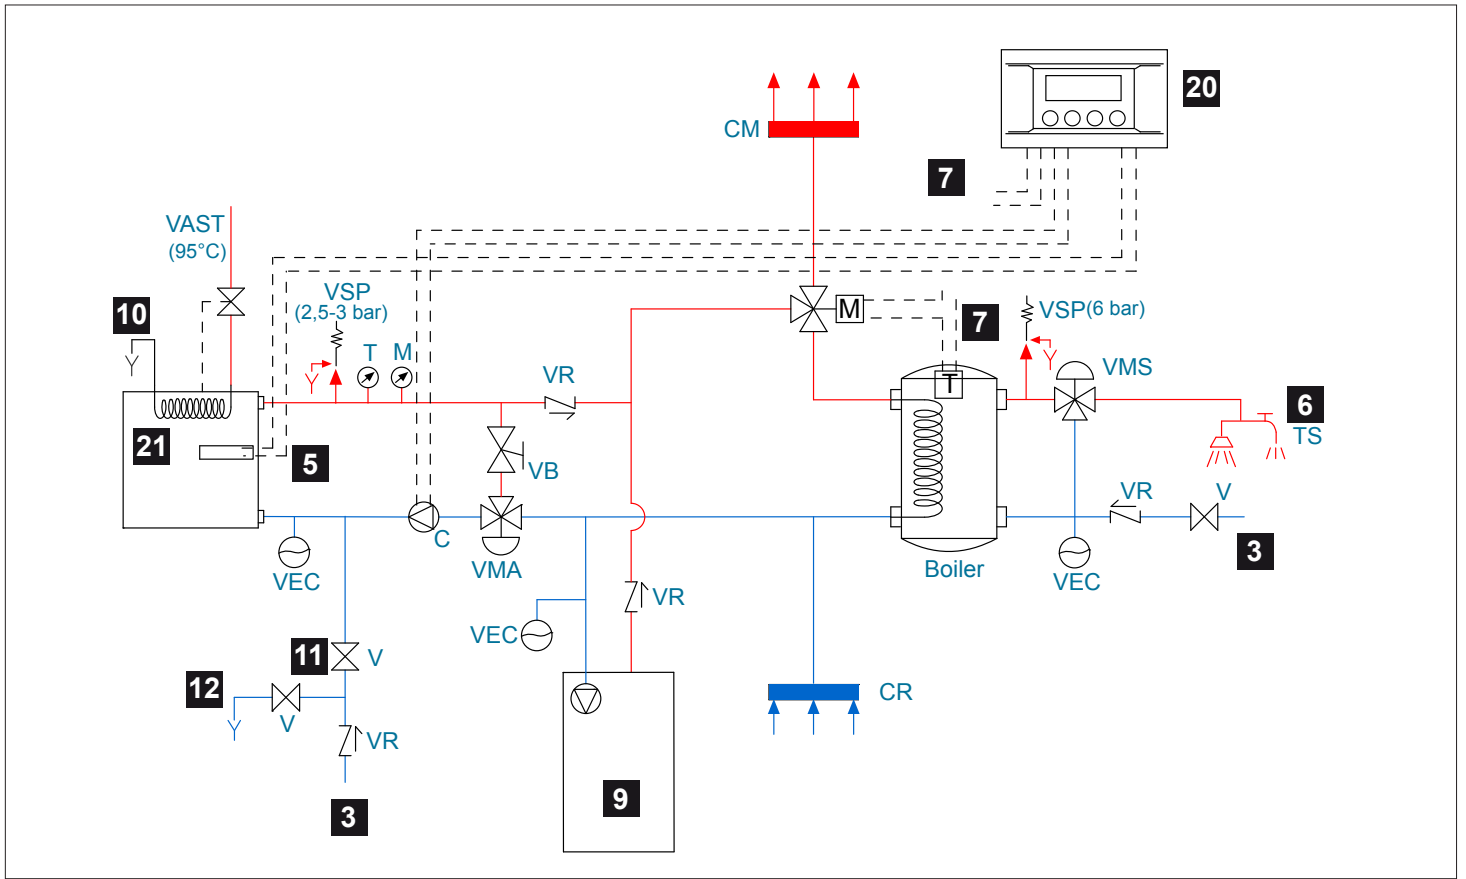 20
CM
7
VAST
(95°C)
VSP
(2,5-3 bar)
10
T
M
M
7
VSP(6 bar)
VMS
VR
T
6
TS
21
5
VB
VR
V
C
3
VMA
Boiler
VEC
VEC
VR
VEC
11
V
12
V
CR
VR
9
3